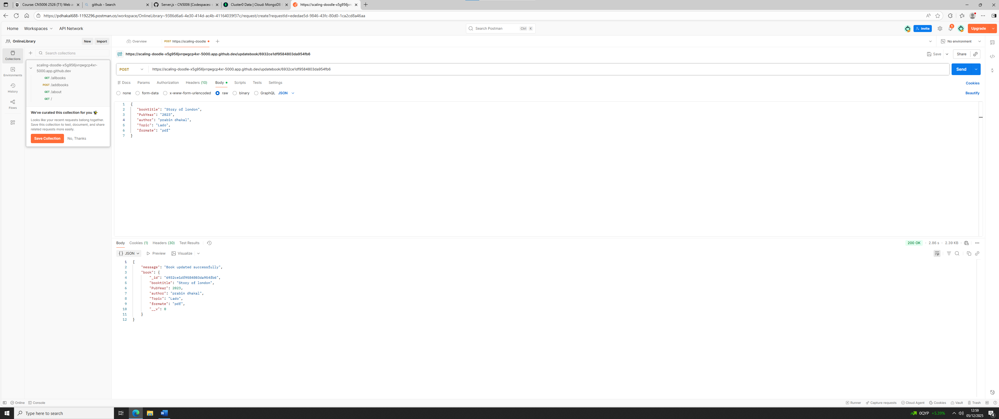 Course: CN5006 2526 (T1) Web a
github - Search
Server.js - CN5006 [Codespaces: s
Cluster0 Data | Cloud: MongoDB
https://scaling-doodle-x5g956jvrq
https://pdhakal688-1192296.postman.co/workspace/OnlineLibrary~9386d6a6-4e30-414d-ac4b-41164039f37c/request/create?requestId=ededae5d-9846-43fc-80d0-1ca2cd8a46aa
Home Workspaces API Network
Search Postman Ctrl K
Invite 1 Upgrade
OnlineLibrary New Import
Overview POST https://scaling-doodle
No environment
Search collections
Collections
Environments
History
Flows
scaling-doodle-x5g956jvrqwgcp4xr-
5000.app.github.dev
GET /allbooks
POST /addbooks
GET /about
GET /
We've curated this collection for you
Looks like your recent requests belong together.
Save this collection to test, document, and share
related requests more easily.
Save Collection No, Thanks
https://scaling-doodle-x5g956jvrqwgcp4xr-5000.app.github.dev/updatebook/6932ce1df9584803da954fb6
Save Share
POST https://scaling-doodle-x5g956jvrqwgcp4xr-5000.app.github.dev/updatebook/6932ce1df9584803da954fb6
Send
Docs Params Authorization Headers (10) Body Scripts Tests Settings
Cookies
none form-data x-www-form-urlencoded raw binary GraphQL JSON
Beautify
1 {
2 "booktitle": "Story of london",
3 "PubYear": "2023",
4 "author": "prabin dhakal",
5 "Topic": "Lado",
6 "formate": "pdf"
7 }
Body Cookies (1) Headers (30) Test Results
200 OK 2.86 s 2.39 KB
{} JSON Preview Visualize
1 {
2 "message": "Book updated successfully",
3 "book": {
4 "_id": "6932ce1df9584803da954fb6",
5 "booktitle": "Story of london",
6 "PubYear": 2023,
7 "author": "prabin dhakal",
8 "Topic": "Lado",
9 "formate": "pdf",
10 "__v": 0
11 }
12 }
Online Console
Runner Capture requests Cloud Agent Cookies Vault Trash
Type here to search
0QYP +5.39%
12:59
05/12/2025
4